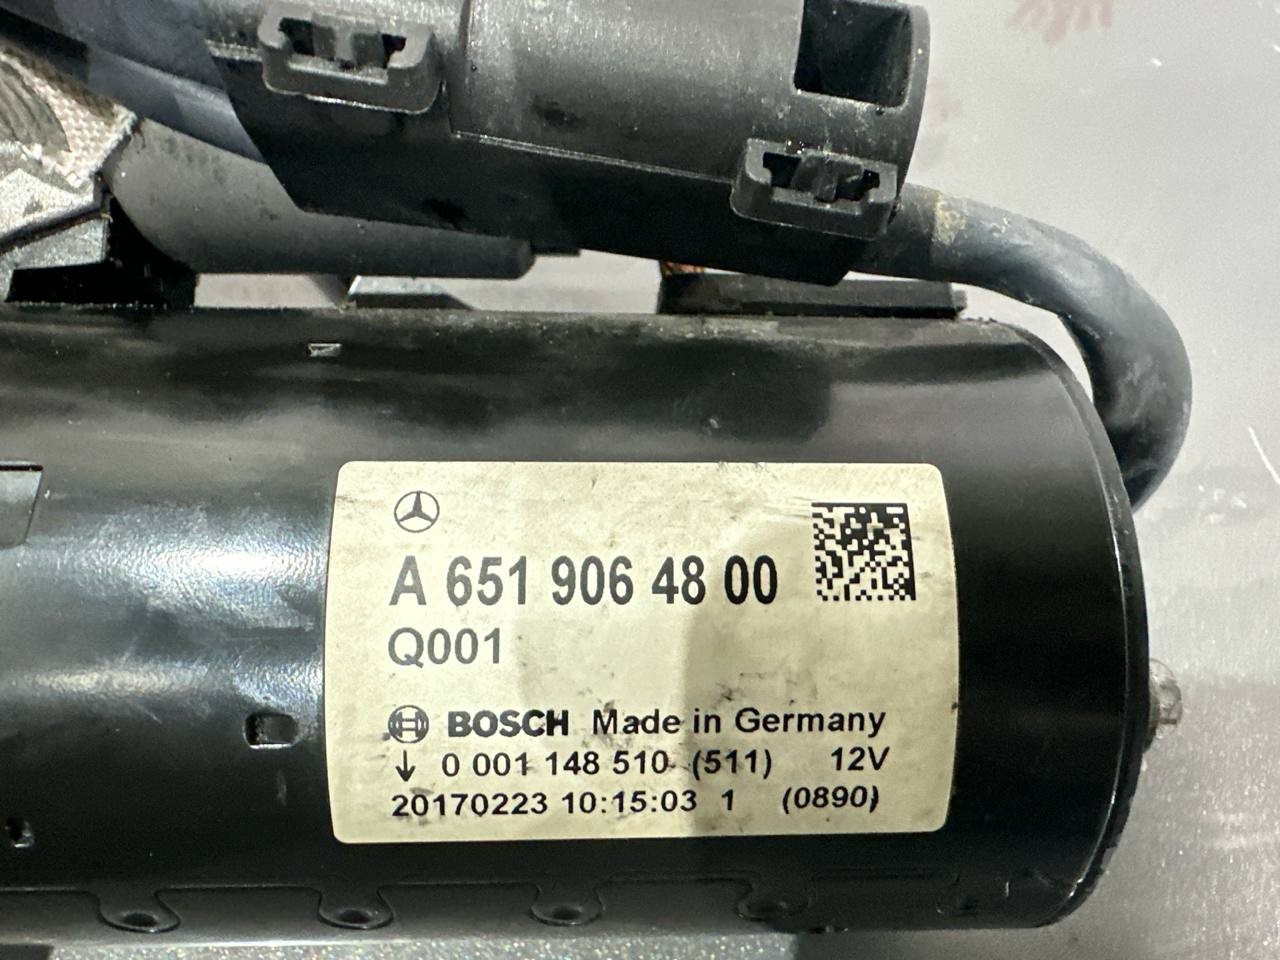 A 651 906 48 00
Q001
BOSCH Made in Germany
↓ 0 001 148 510 (511) 12V
20170223 10:15:03 1 (0890)